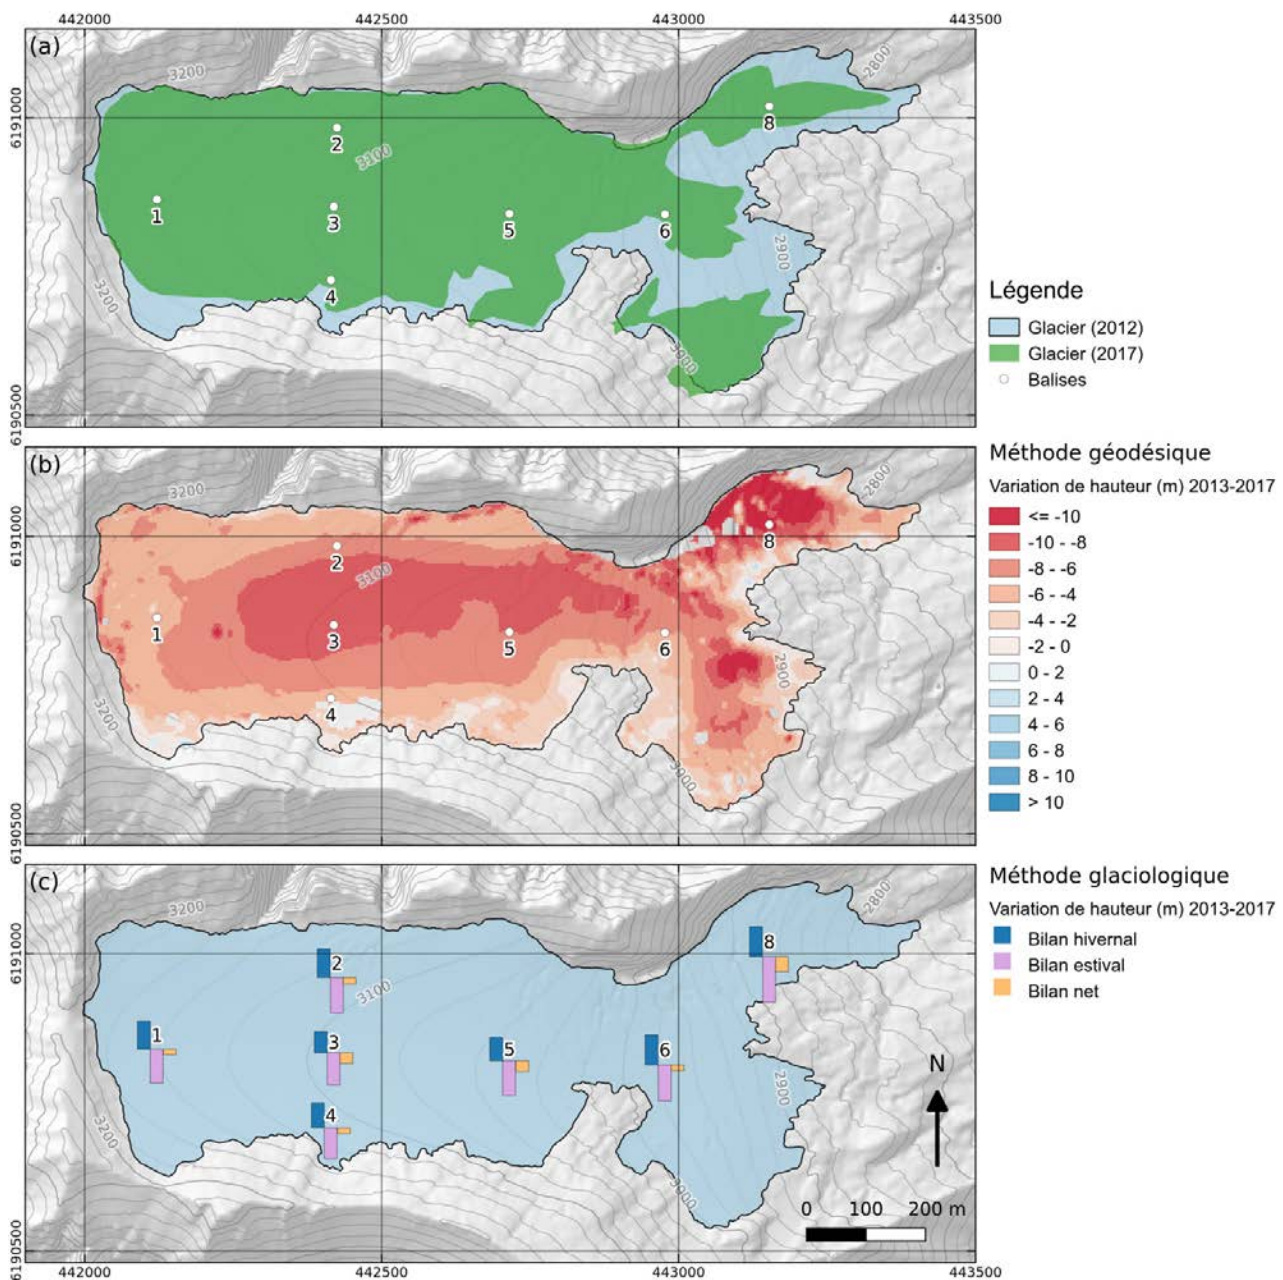 442000 442500 443000 443500
(a)
3200
2800
6191000
8
2
3100
1
3
5
6
2900
4
3200
3000
6190500
Légende
Glacier (2012)
Glacier (2017)
Balises
(b)
3200
2800
6191000
8
2
3100
1
3
5
6
2900
4
3200
3000
6190500
Méthode géodésique
Variation de hauteur (m) 2013-2017
<= -10
-10 - -8
-8 - -6
-6 - -4
-4 - -2
-2 - 0
0 - 2
2 - 4
4 - 6
6 - 8
8 - 10
> 10
(c)
3200
2800
6191000
8
2
3100
1
3
5
6
2900
4
3200
3000
N
0 100 200 m
6190500
442000 442500 443000 443500
Méthode glaciologique
Variation de hauteur (m) 2013-2017
Bilan hivernal
Bilan estival
Bilan net